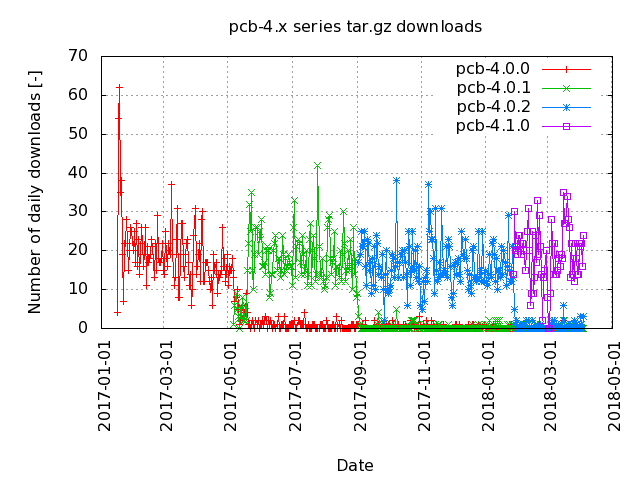 pcb-4.x series tar.gz downloads
Number of daily downloads [-]
70
60
50
40
30
20
10
0
pcb-4.0.0
pcb-4.0.1
pcb-4.0.2
pcb-4.1.0
2017-01-01
2017-03-01
2017-05-01
2017-07-01
2017-09-01
2017-11-01
2018-01-01
2018-03-01
2018-05-01
Date